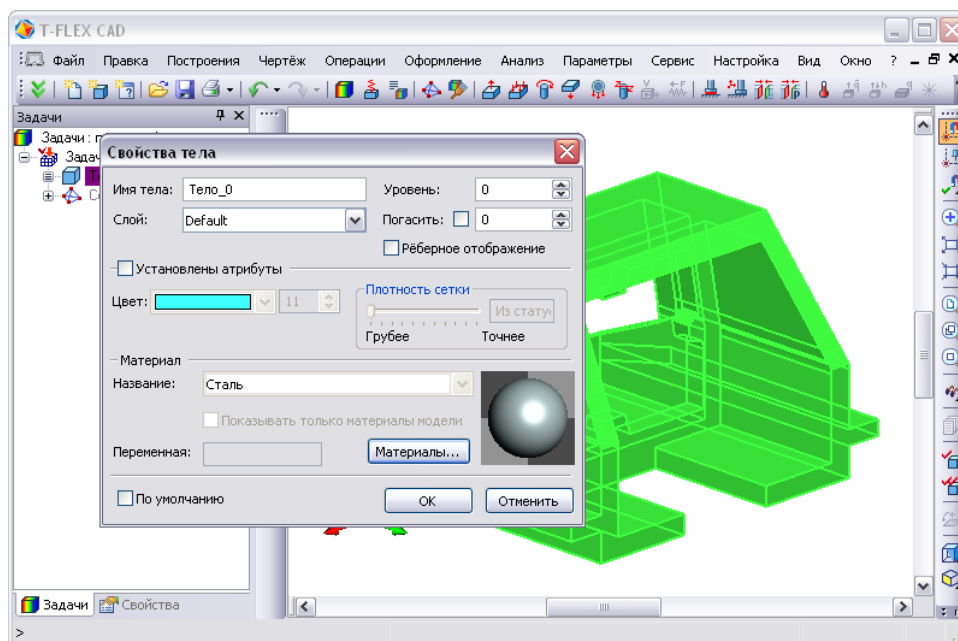 T-FLEX CAD
Файл Правка Построения Чертёж Операции Оформление Анализ Параметры Сервис Настройка Вид Окно ?
Задачи
Задачи :
Свойства тела
Имя тела: Тело_0 Уровень: 0
Слой: Default Погасить: 0
Рёберное отображение
Установлены атрибуты
Цвет: 11 Плотность сетки
Из стату
Грубее Точнее
Материал
Название: Сталь
Показывать только материалы модели
Переменная: Материалы...
По умолчанию ОК Отменить
Задачи Свойства
>